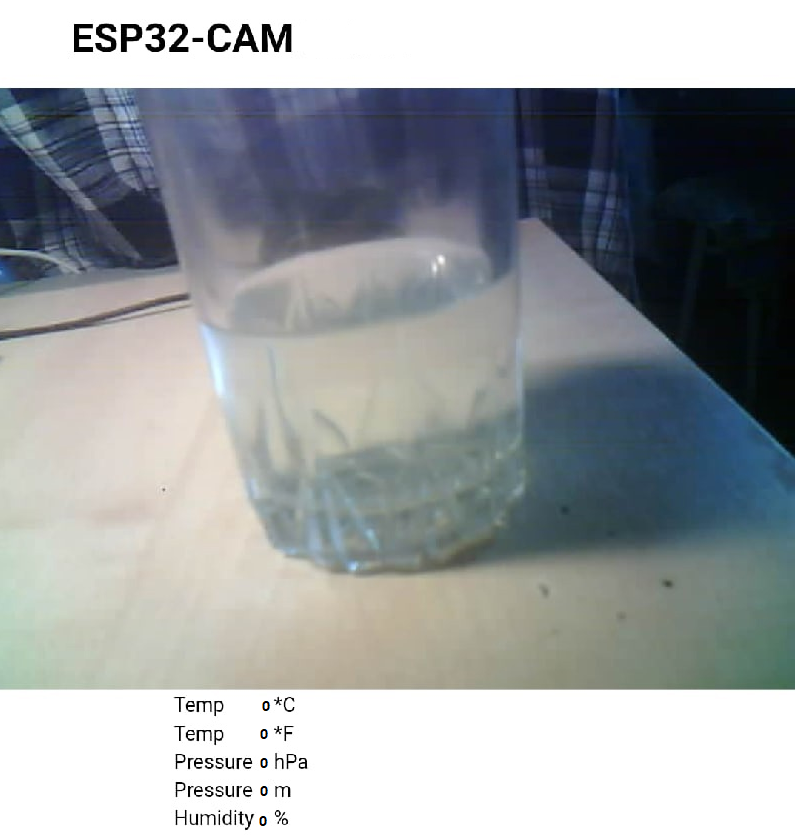 ESP32-CAM
Temp 0 *C
Temp 0 *F
Pressure 0 hPa
Pressure 0 m
Humidity 0 %